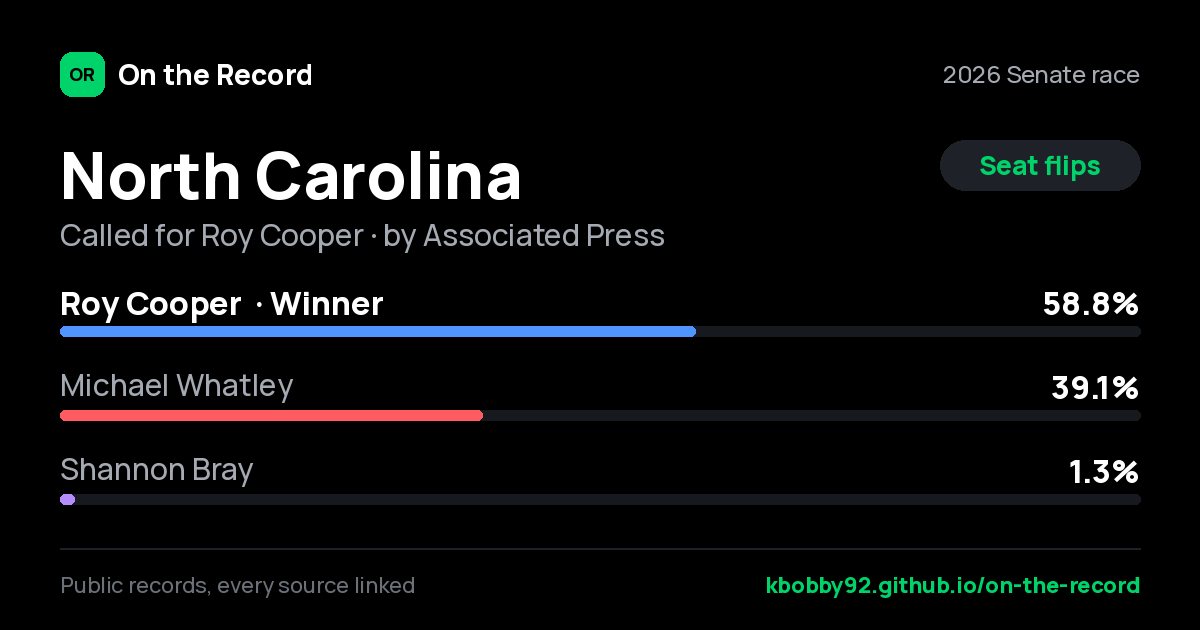 OR On the Record
2026 Senate race
North Carolina
Seat flips
Called for Roy Cooper · by Associated Press
Roy Cooper · Winner 58.8%
Michael Whatley 39.1%
Shannon Bray 1.3%
Public records, every source linked
kbobby92.github.io/on-the-record